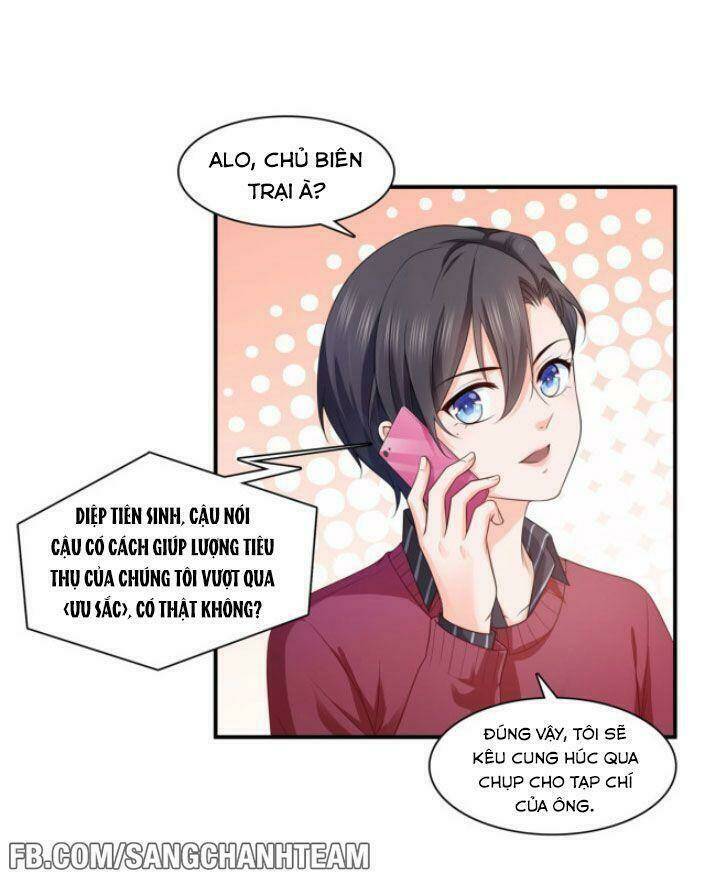 ALO, CHỦ BIÊN
TRẠI À?
DIỆP TIÊN SINH, CẬU NÓI
CẬU CÓ CÁCH GIÚP LƯỢNG TIÊU
THỤ CỦA CHÚNG TÔI VƯỢT QUA
<ƯU SẮC>, CÓ THẬT KHÔNG?
ĐÚNG VẬY, TÔI SẼ
KÊU CUNG HÚC QUA
CHỤP CHO TẠP CHÍ
CỦA ÔNG.
FB.COM/SANGCHANHTEAM